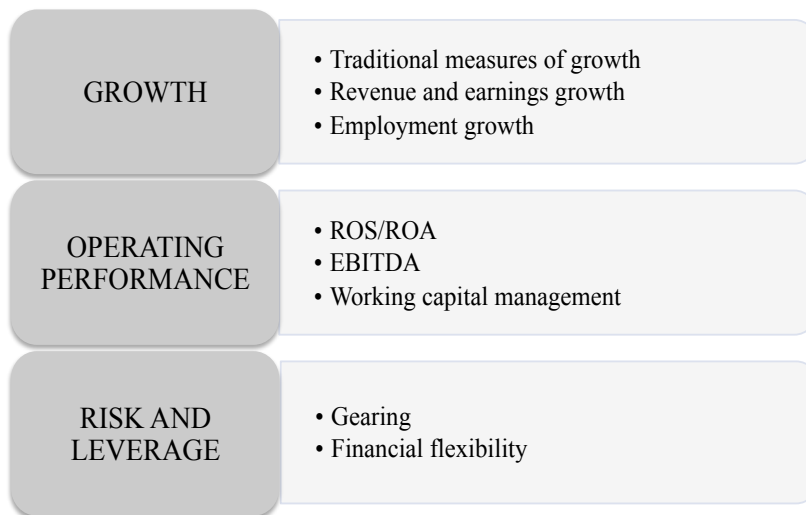 GROWTH
• Traditional measures of growth
• Revenue and earnings growth
• Employment growth
OPERATING
PERFORMANCE
• ROS/ROA
• EBITDA
• Working capital management
RISK AND
LEVERAGE
• Gearing
• Financial flexibility